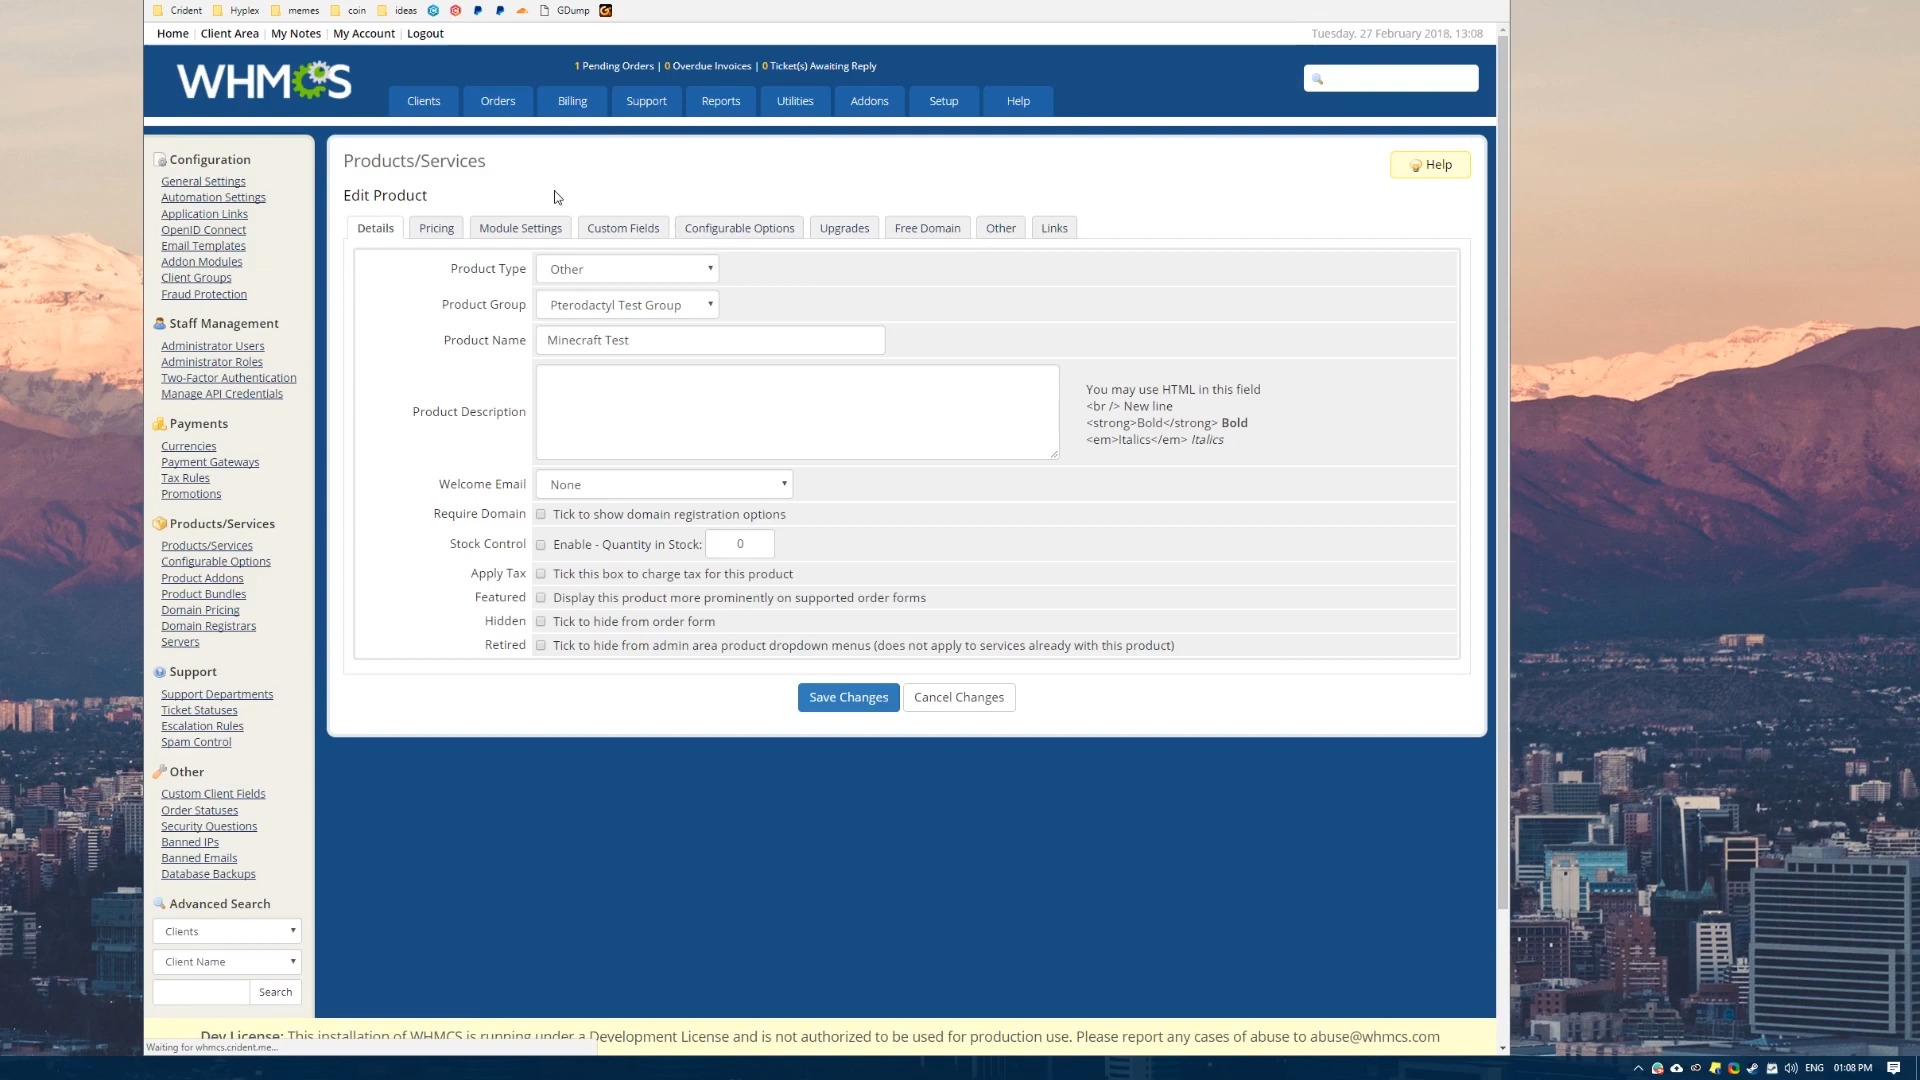 Crident Hyplex memes coin ideas GDump
Home Client Area My Notes My Account Logout
Tuesday, 27 February 2018, 13:08
WHMCS
1 Pending Orders | 0 Overdue Invoices | 0 Ticket(s) Awaiting Reply
Clients Orders Billing Support Reports Utilities Addons Setup Help
Configuration
General Settings
Automation Settings
Application Links
OpenID Connect
Email Templates
Addon Modules
Client Groups
Fraud Protection
Staff Management
Administrator Users
Administrator Roles
Two-Factor Authentication
Manage API Credentials
Payments
Currencies
Payment Gateways
Tax Rules
Promotions
Products/Services
Products/Services
Configurable Options
Product Addons
Product Bundles
Domain Pricing
Domain Registrars
Servers
Support
Support Departments
Ticket Statuses
Escalation Rules
Spam Control
Other
Custom Client Fields
Order Statuses
Security Questions
Banned IPs
Banned Emails
Database Backups
Advanced Search
Clients
Client Name
Search
Products/Services
Help
Edit Product
Details Pricing Module Settings Custom Fields Configurable Options Upgrades Free Domain Other Links
Product Type Other
Product Group Pterodactyl Test Group
Product Name Minecraft Test
Product Description
You may use HTML in this field
<br /> New line
<strong>Bold</strong> Bold
<em>Italics</em> Italics
Welcome Email None
Require Domain Tick to show domain registration options
Stock Control Enable - Quantity in Stock: 0
Apply Tax Tick this box to charge tax for this product
Featured Display this product more prominently on supported order forms
Hidden Tick to hide from order form
Retired Tick to hide from admin area product dropdown menus (does not apply to services already with this product)
Save Changes Cancel Changes
Dev License: This installation of WHMCS is running under a Development License and is not authorized to be used for production use. Please report any cases of abuse to abuse@whmcs.com
Waiting for whmcs.crident.me...
ENG 01:08 PM